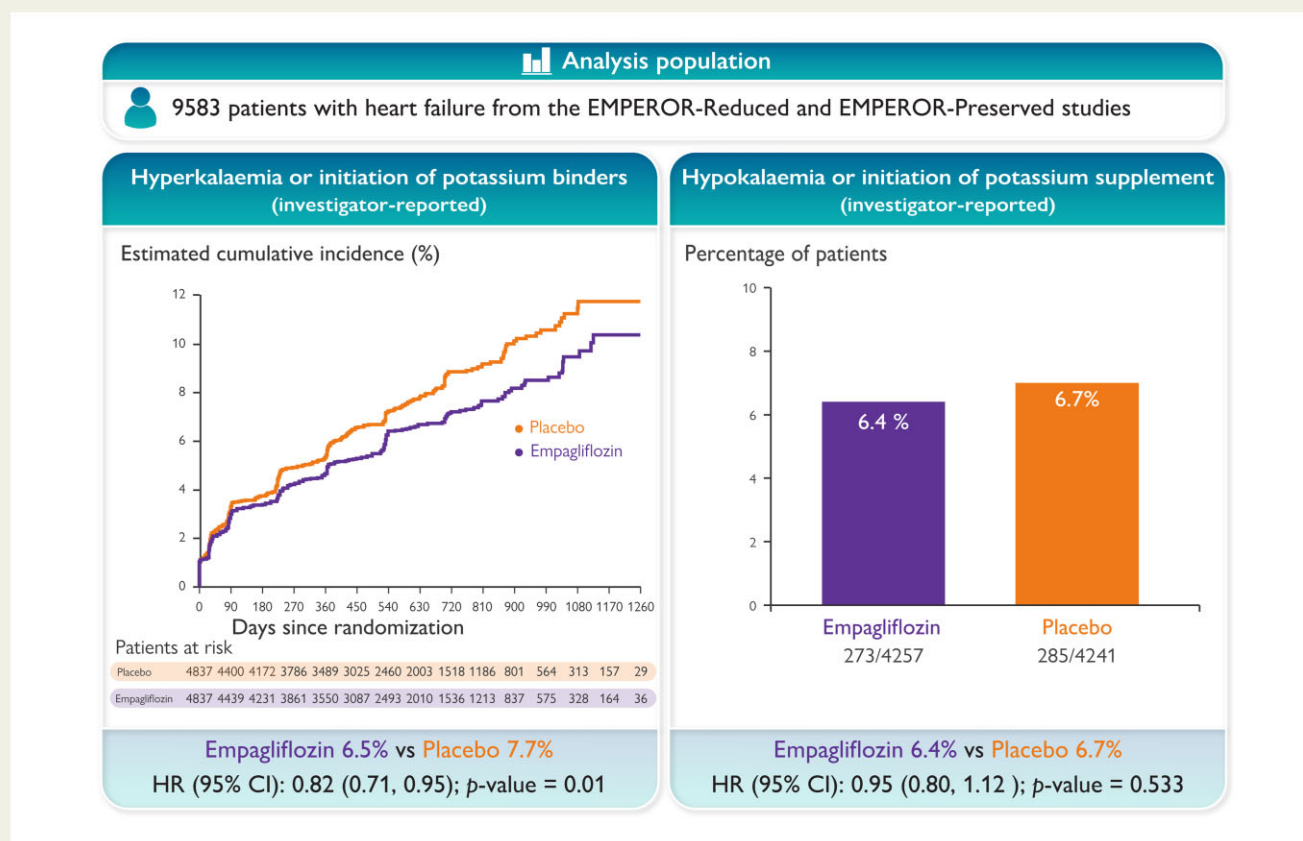 Analysis population
9583 patients with heart failure from the EMPEROR-Reduced and EMPEROR-Preserved studies
Hyperkalaemia or initiation of potassium binders
(investigator-reported)
Estimated cumulative incidence (%)
12
10
8
6
4
2
0
Placebo
Empagliflozin
0 90 180 270 360 450 540 630 720 810 900 990 1080 1170 1260
Days since randomization
Patients at risk
Placebo 4837 4400 4172 3786 3489 3025 2460 2003 1518 1186 801 564 313 157 29
Empagliflozin 4837 4439 4231 3861 3550 3087 2493 2010 1536 1213 837 575 328 164 36
Empagliflozin 6.5% vs Placebo 7.7%
HR (95% CI): 0.82 (0.71, 0.95); p-value = 0.01
Hypokalaemia or initiation of potassium supplement
(investigator-reported)
Percentage of patients
10
8
6
4
2
0
6.4 %
6.7%
Empagliflozin Placebo
273/4257 285/4241
Empagliflozin 6.4% vs Placebo 6.7%
HR (95% CI): 0.95 (0.80, 1.12 ); p-value = 0.533